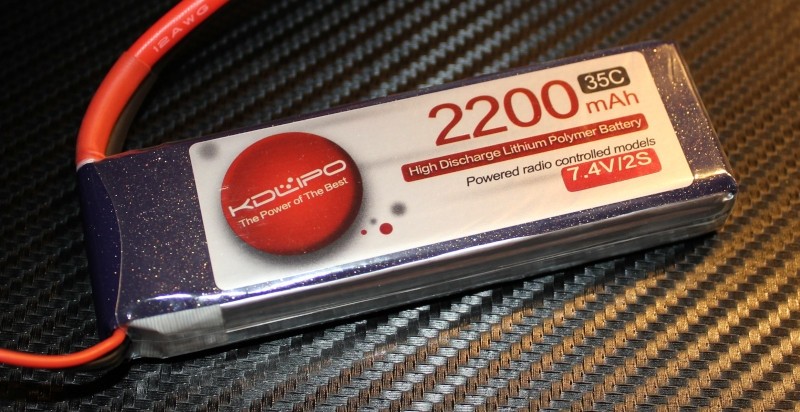 12AWG
35C
2200 mAh
High Discharge Lithium Polymer Battery
Powered radio controlled models
7.4V/2S
KDLIPO
The Power of The Best